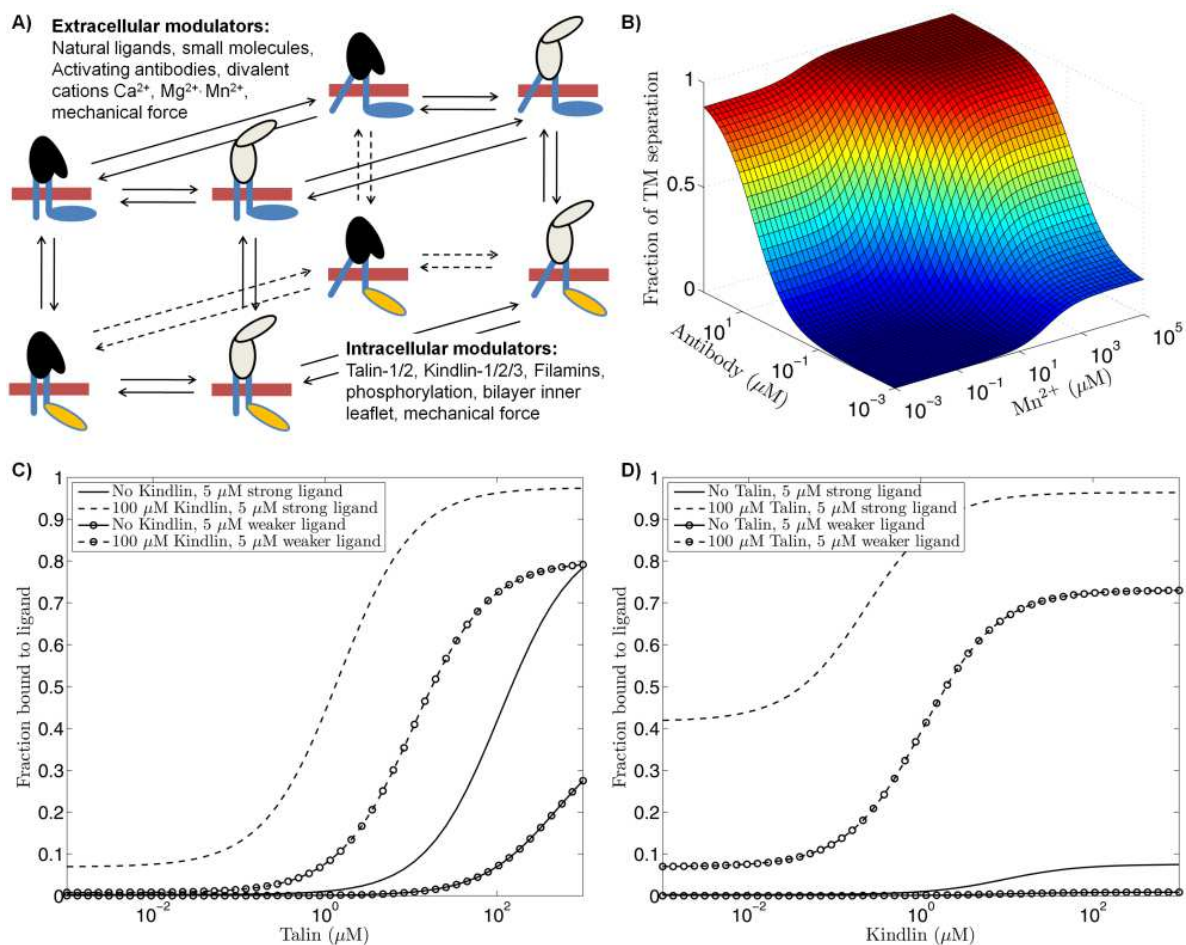 A)
Extracellular modulators:
Natural ligands, small molecules,
Activating antibodies, divalent
cations Ca²⁺, Mg²⁺, Mn²⁺,
mechanical force
Intracellular modulators:
Talin-1/2, Kindlin-1/2/3, Filamins,
phosphorylation, bilayer inner
leaflet, mechanical force
B)
Fraction of TM separation
1
0.5
0
Antibody (μM)
10¹
10⁻¹
10⁻³
Mn²⁺ (μM)
10⁻³
10⁻¹
10¹
10³
10⁵
C)
No Kindlin, 5 μM strong ligand
100 μM Kindlin, 5 μM strong ligand
No Kindlin, 5 μM weaker ligand
100 μM Kindlin, 5 μM weaker ligand
Fraction bound to ligand
1
0.9
0.8
0.7
0.6
0.5
0.4
0.3
0.2
0.1
0
10⁻²
10⁰
10²
Talin (μM)
D)
No Talin, 5 μM strong ligand
100 μM Talin, 5 μM strong ligand
No Talin, 5 μM weaker ligand
100 μM Talin, 5 μM weaker ligand
Fraction bound to ligand
1
0.9
0.8
0.7
0.6
0.5
0.4
0.3
0.2
0.1
0
10⁻²
10⁰
10²
Kindlin (μM)